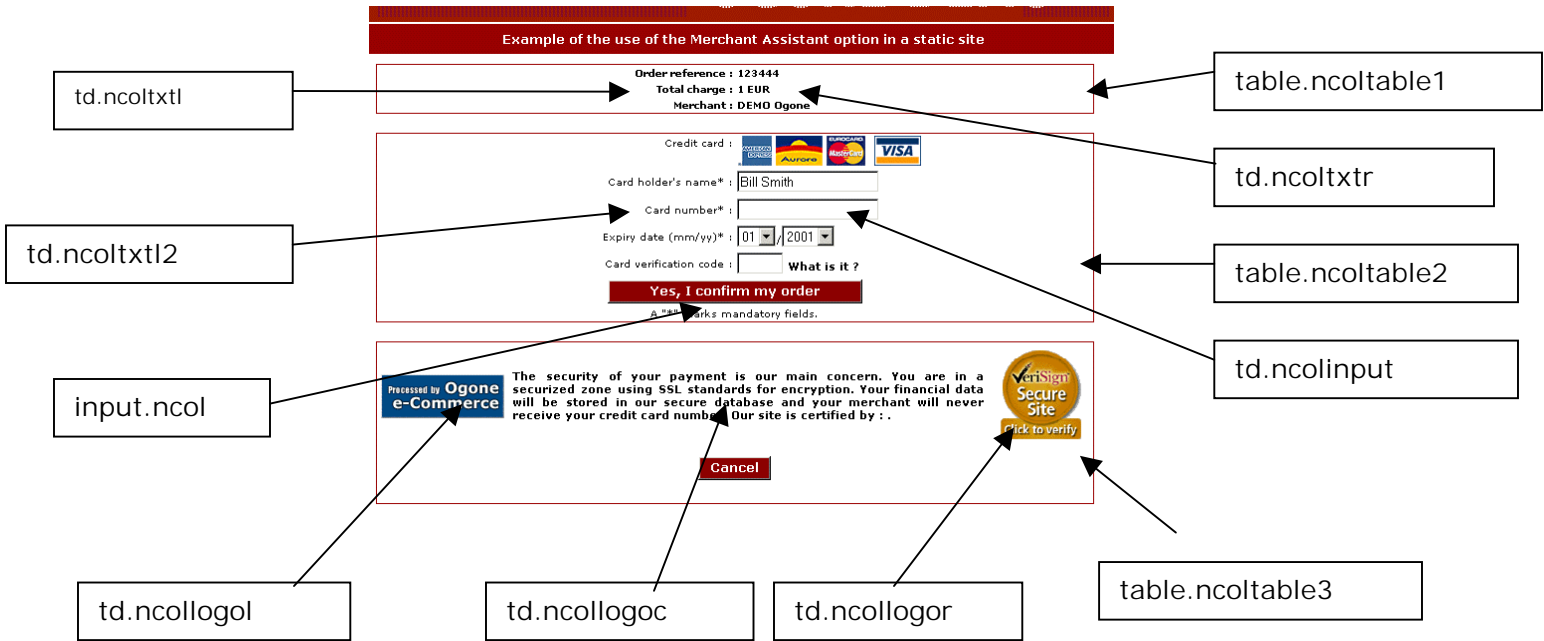 Example of the use of the Merchant Assistant option in a static site
td.ncoltxtl
Order reference : 123444
Total charge : 1 EUR
Merchant : DEMO Ogone
table.ncoltable1
td.ncoltxtr
Credit card :
AMERICAN EXPRESS
Aurore
EUROCARD
MasterCard
VISA
Card holder's name* : Bill Smith
Card number* :
Expiry date (mm/yy)* : 01 / 2001
Card verification code : What is it ?
Yes, I confirm my order
A "*" marks mandatory fields.
td.ncoltxtl2
table.ncoltable2
td.ncolinput
input.ncol
Processed by Ogone
e-Commerce
The security of your payment is our main concern. You are in a
securized zone using SSL standards for encryption. Your financial data
will be stored in our secure database and your merchant will never
receive your credit card number. Our site is certified by : .
VeriSign
Secure
Site
Click to verify
Cancel
td.ncollogol
td.ncollogoc
td.ncollogor
table.ncoltable3